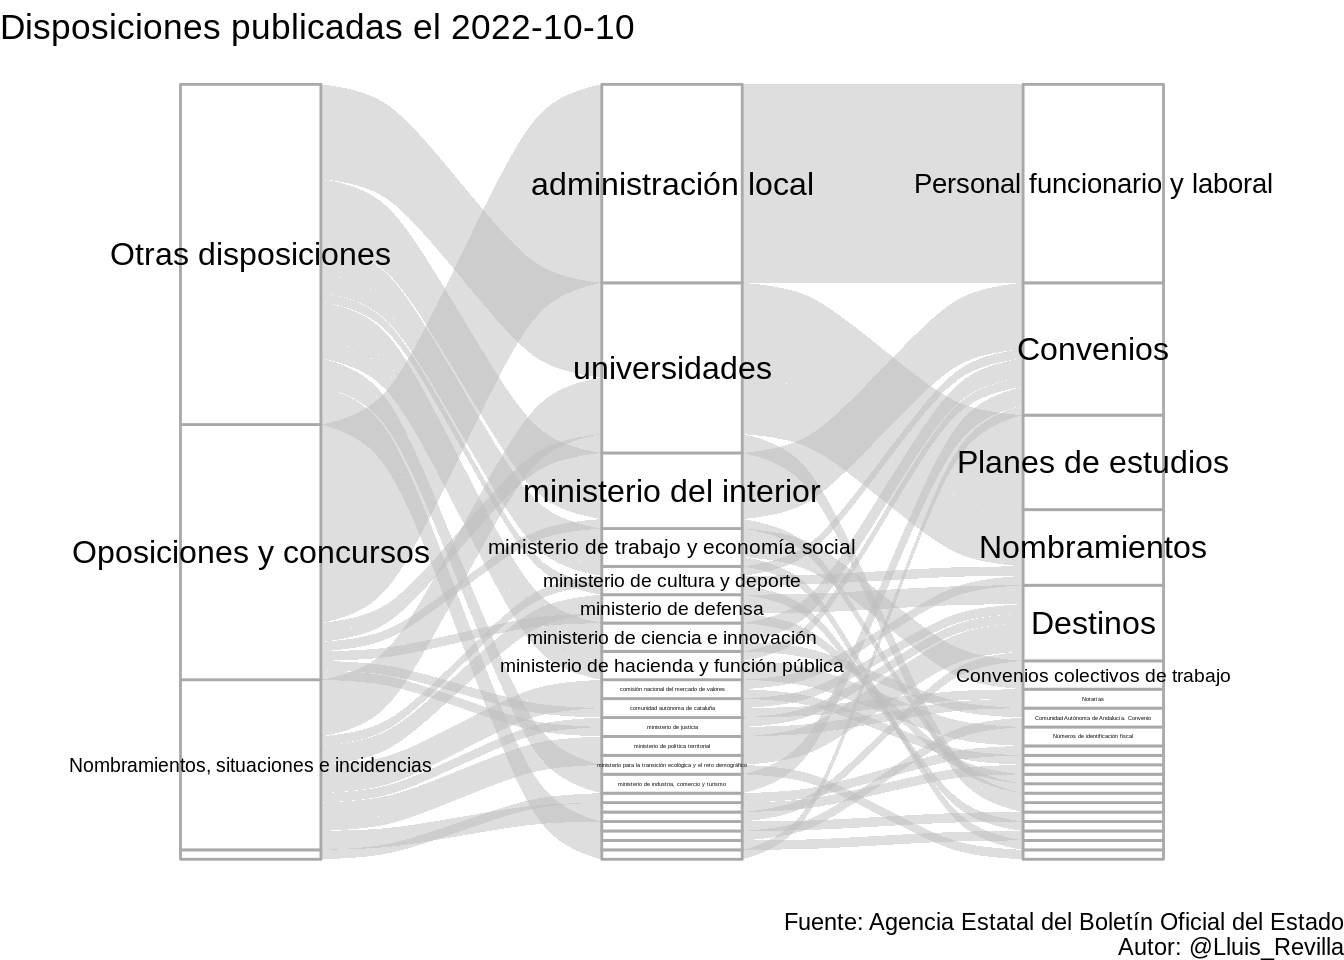 Disposiciones publicadas el 2022-10-10
Otras disposiciones
Oposiciones y concursos
Nombramientos, situaciones e incidencias
administración local
universidades
ministerio del interior
ministerio de trabajo y economía social
ministerio de cultura y deporte
ministerio de defensa
ministerio de ciencia e innovación
ministerio de hacienda y función pública
comisión nacional del mercado de valores
comunidad autónoma de cataluña
ministerio de justicia
ministerio de política territorial
ministerio para la transición ecológica y el reto demográfico
ministerio de industria, comercio y turismo
Personal funcionario y laboral
Convenios
Planes de estudios
Nombramientos
Destinos
Convenios colectivos de trabajo
Notarías
Comunidad Autónoma de Andalucía. Convenio
Números de identificación fiscal
Fuente: Agencia Estatal del Boletín Oficial del Estado
Autor: @Lluis_Revilla